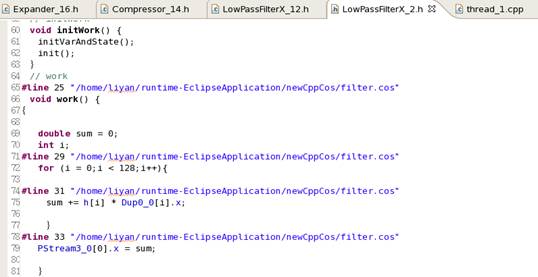 Expander_16.h Compressor_14.h LowPassFilterX_12.h LowPassFilterX_2.h thread_1.cpp
60 void initWork() {
61 initVarAndState();
62 init();
63 }
64 // work
65 #line 25 "/home/liyan/runtime-EclipseApplication/newCppCos/filter.cos"
66 void work() {
67 {
68
69 double sum = 0;
70 int i;
71 #line 29 "/home/liyan/runtime-EclipseApplication/newCppCos/filter.cos"
72 for (i = 0;i < 128;i++){
73
74 #line 31 "/home/liyan/runtime-EclipseApplication/newCppCos/filter.cos"
75 sum += h[i] * Dup0_0[i].x;
76
77 }
78 #line 33 "/home/liyan/runtime-EclipseApplication/newCppCos/filter.cos"
79 PStream3_0[0].x = sum;
80
81 }